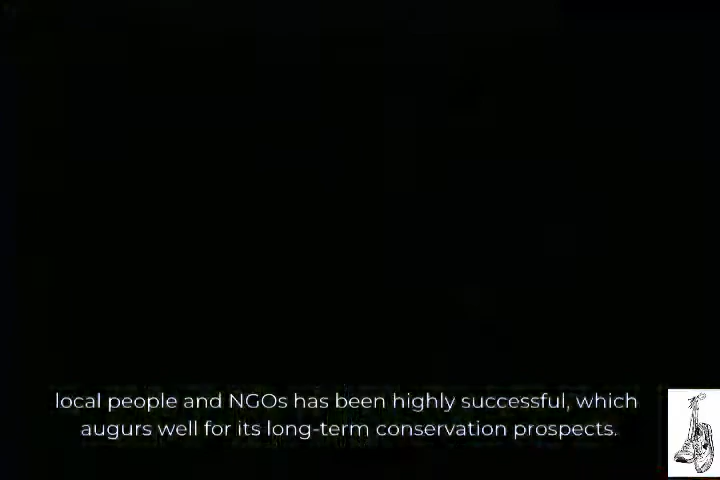 local people and NGOs has been highly successful, which
augurs well for its long-term conservation prospects.